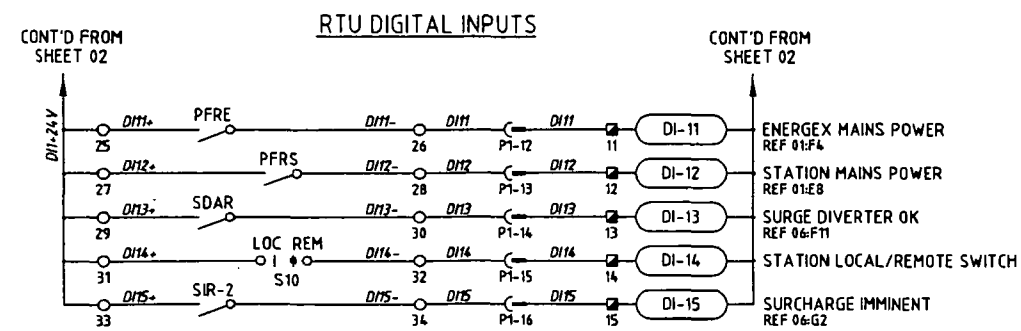 RTU DIGITAL INPUTS
CONT'D FROM
SHEET 02
CONT'D FROM
SHEET 02
DI1-24V
DI11+ PFRE DI11- DI11 DI11 DI-11 ENERGEX MAINS POWER
25 26 P1-12 11 REF 01:F4
DI12+ PFRS DI12- DI12 DI12 DI-12 STATION MAINS POWER
27 28 P1-13 12 REF 01:E8
DI13+ SDAR DI13- DI13 DI13 DI-13 SURGE DIVERTER OK
29 30 P1-14 13 REF 06:F11
LOC REM
DI14+ DI14- DI14 DI14 DI-14 STATION LOCAL/REMOTE SWITCH
31 S10 32 P1-15 14
DI15+ SIR-2 DI15- DI15 DI15 DI-15 SURCHARGE IMMINENT
33 34 P1-16 15 REF 06:G2